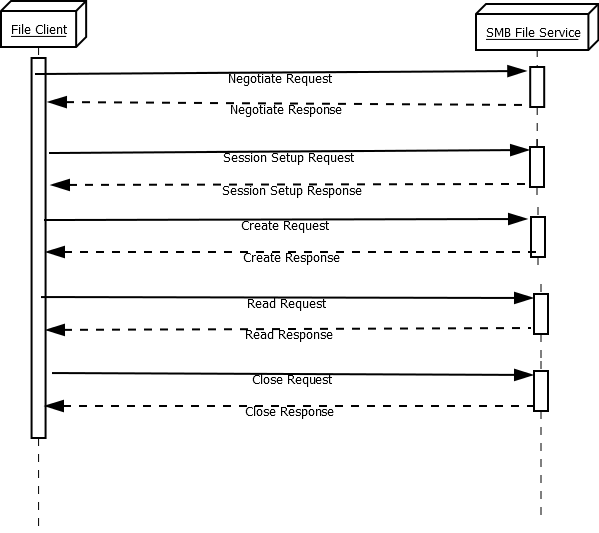 File Client
SMB File Service
Negotiate Request
Negotiate Response
Session Setup Request
Session Setup Response
Create Request
Create Response
Read Request
Read Response
Close Request
Close Response